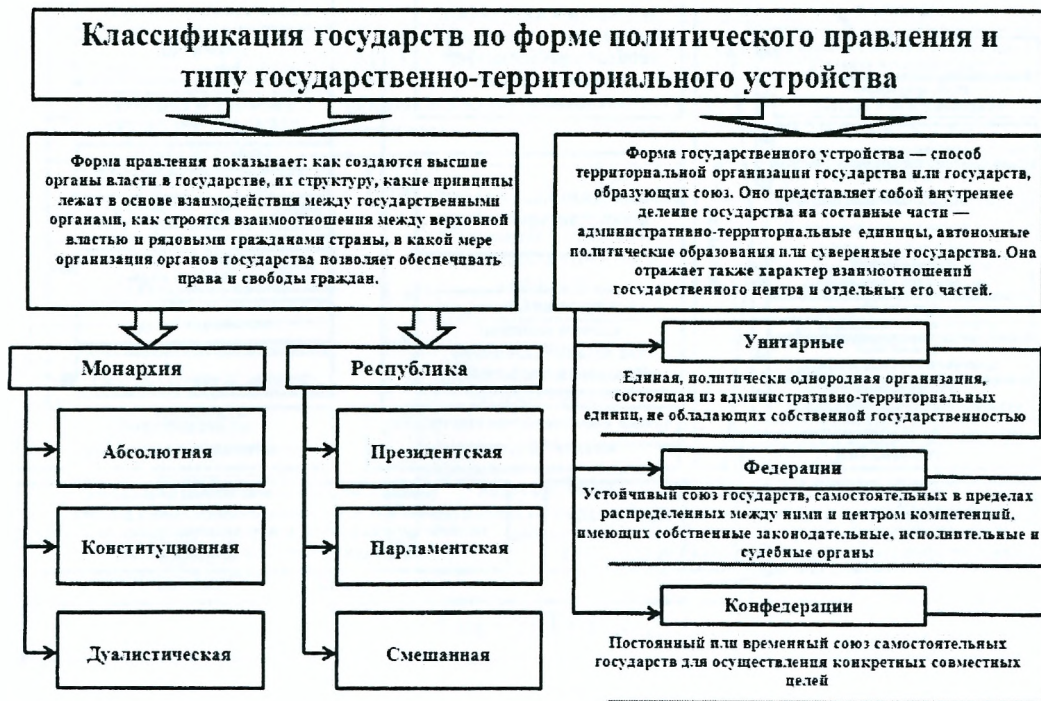 Классификация государств по форме политического правления и
типу государственно-территориального устройства
Форма правления показывает: как создаются высшие
органы власти в государстве, их структуру, какие принципы
лежат в основе взаимодействия между государственными
органами, как строятся взаимоотношения между верховной
властью и рядовыми гражданами страны, в какой мере
организация органов государства позволяет обеспечивать
права и свободы граждан.
Монархия
Абсолютная
Конституционная
Дуалистическая
Республика
Президентская
Парламентская
Смешанная
Форма государственного устройства — способ
территориальной организации государства или государств,
образующих союз. Оно представляет собой внутреннее
деление государства на составные части —
административно-территориальные единицы, автономные
политические образования или суверенные государства. Она
отражает также характер взаимоотношений
государственного центра и отдельных его частей.
Унитарные
Единая, политически однородная организация,
состоящая из административно-территориальных
единиц, не обладающих собственной государственностью
Федерации
Устойчивый союз государств, самостоятельных в пределах
распределенных между ними и центром компетенций,
имеющих собственные законодательные, исполнительные и
судебные органы
Конфедерации
Постоянный или временный союз самостоятельных
государств для осуществления конкретных совместных
целей